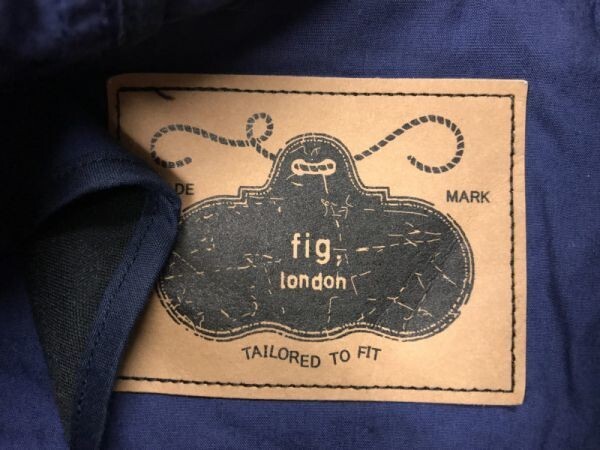 DE MARK
fig,
london
TAILORED TO FIT